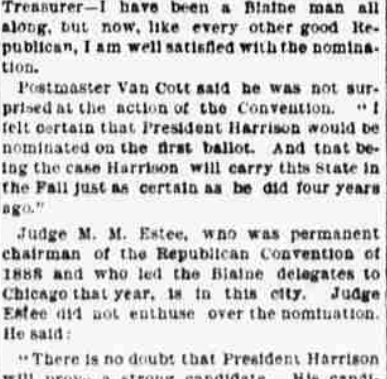 Treasurer—I have been a Blaine man all
along, but now, like every other good Re-
publican, I am well satisfied with the nomina-
tion.
Postmaster Van Cott said he was not sur-
prised at the action of the Convention. "I
felt certain that President Harrison would be
nominated on the first ballot. And that be-
ing the case Harrison will carry this State in
the Fall just as certain as he did four years
ago."
Judge M. M. Estee, who was permanent
chairman of the Republican Convention of
1888 and who led the Blaine delegates to
Chicago that year, is in this city. Judge
Estee did not enthuse over the nomination.
He said:
"There is no doubt that President Harrison
will prove a strong candidate. His candi-